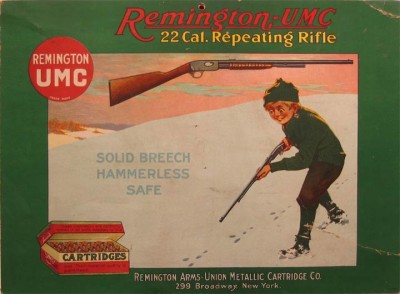 Remington-UMC
22 Cal. Repeating Rifle
REMINGTON
UMC
SOLID BREECH
HAMMERLESS
SAFE
CARTRIDGES
REMINGTON ARMS-UNION METALLIC CARTRIDGE CO.
299 Broadway New York.